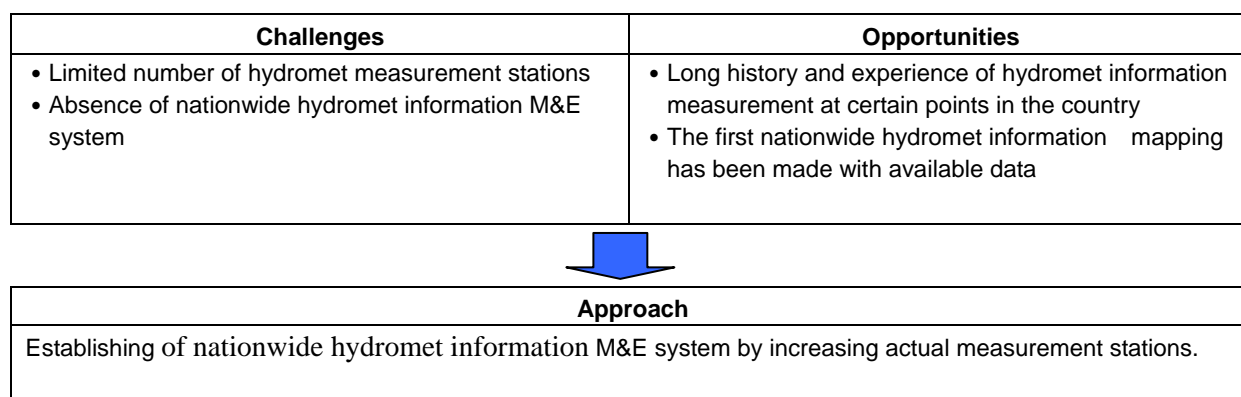 Challenges
Opportunities
• Limited number of hydromet measurement stations
• Absence of nationwide hydromet information M&E
system
• Long history and experience of hydromet information
measurement at certain points in the country
• The first nationwide hydromet information mapping
has been made with available data
Approach
Establishing of nationwide hydromet information M&E system by increasing actual measurement stations.